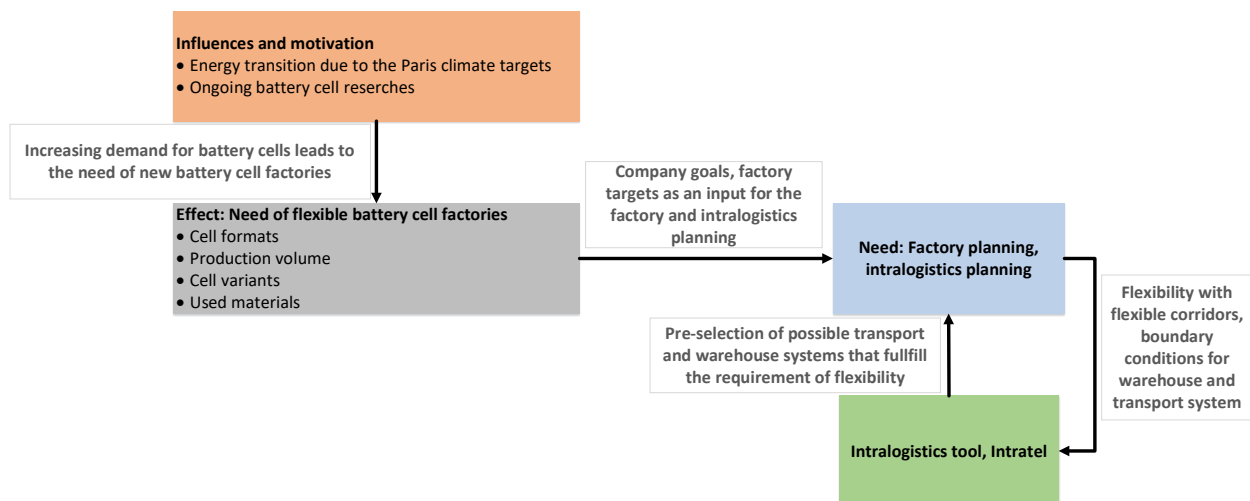 Influences and motivation
• Energy transition due to the Paris climate targets
• Ongoing battery cell reserches
Increasing demand for battery cells leads to
the need of new battery cell factories
Effect: Need of flexible battery cell factories
• Cell formats
• Production volume
• Cell variants
• Used materials
Company goals, factory
targets as an input for the
factory and intralogistics
planning
Need: Factory planning,
intralogistics planning
Flexibility with
flexible corridors,
boundary
conditions for
warehouse and
transport system
Pre-selection of possible transport
and warehouse systems that fullfill
the requirement of flexibility
Intralogistics tool, Intratel